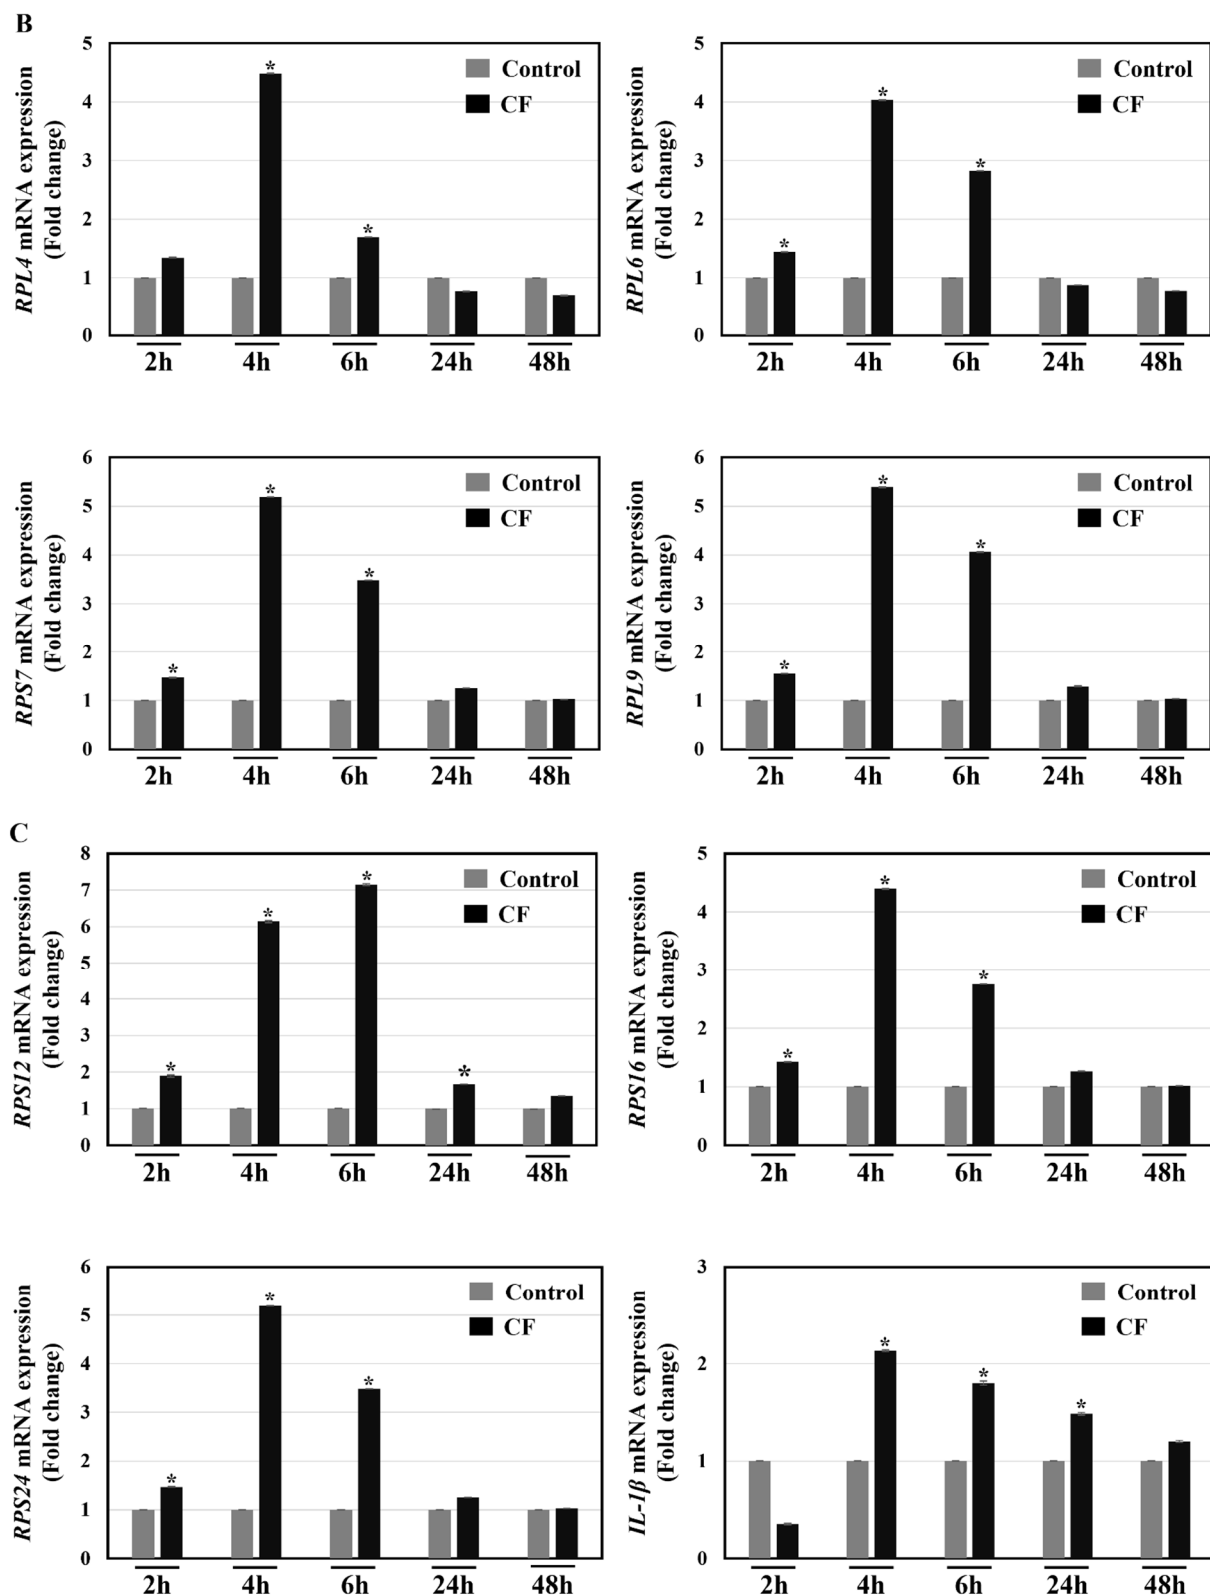 B
RPL4 mRNA expression
(Fold change)
5
4
3
2
1
0
Control
CF
*
*
2h 4h 6h 24h 48h
RPL6 mRNA expression
(Fold change)
5
4
3
2
1
0
Control
CF
*
*
*
2h 4h 6h 24h 48h
RPS7 mRNA expression
(Fold change)
6
5
4
3
2
1
0
Control
CF
*
*
*
2h 4h 6h 24h 48h
RPL9 mRNA expression
(Fold change)
6
5
4
3
2
1
0
Control
CF
*
*
*
2h 4h 6h 24h 48h
C
RPS12 mRNA expression
(Fold change)
8
7
6
5
4
3
2
1
0
Control
CF
*
*
*
*
2h 4h 6h 24h 48h
RPS16 mRNA expression
(Fold change)
5
4
3
2
1
0
Control
CF
*
*
*
2h 4h 6h 24h 48h
RPS24 mRNA expression
(Fold change)
6
5
4
3
2
1
0
Control
CF
*
*
*
2h 4h 6h 24h 48h
IL-1β mRNA expression
(Fold change)
3
2
1
0
Control
CF
*
*
*
2h 4h 6h 24h 48h